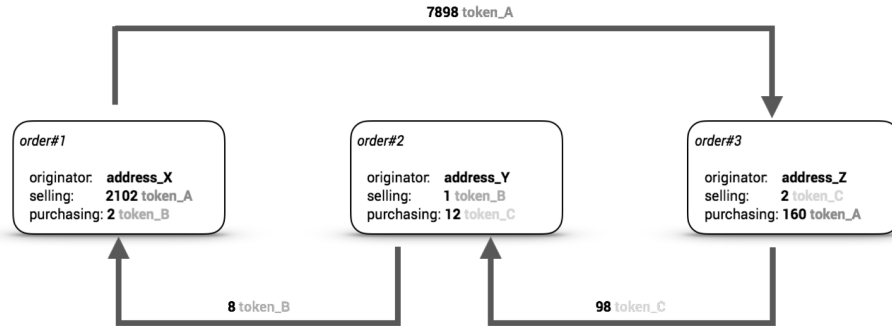 7898 token_A
order#1
originator: address_X
selling: 2102 token_A
purchasing: 2 token_B
order#2
originator: address_Y
selling: 1 token_B
purchasing: 12 token_C
order#3
originator: address_Z
selling: 2 token_C
purchasing: 160 token_A
8 token_B
98 token_C